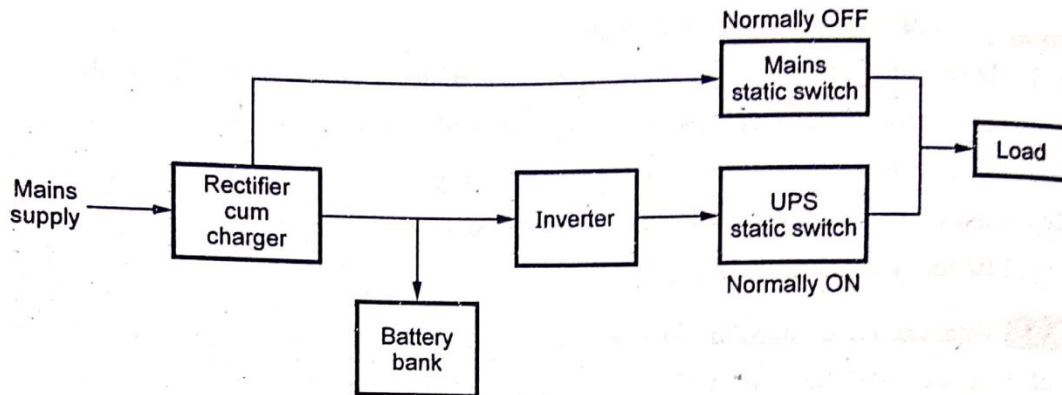 Normally OFF
Mains
static switch
Load
Mains
supply
Rectifier
cum
charger
Inverter
UPS
static switch
Normally ON
Battery
bank